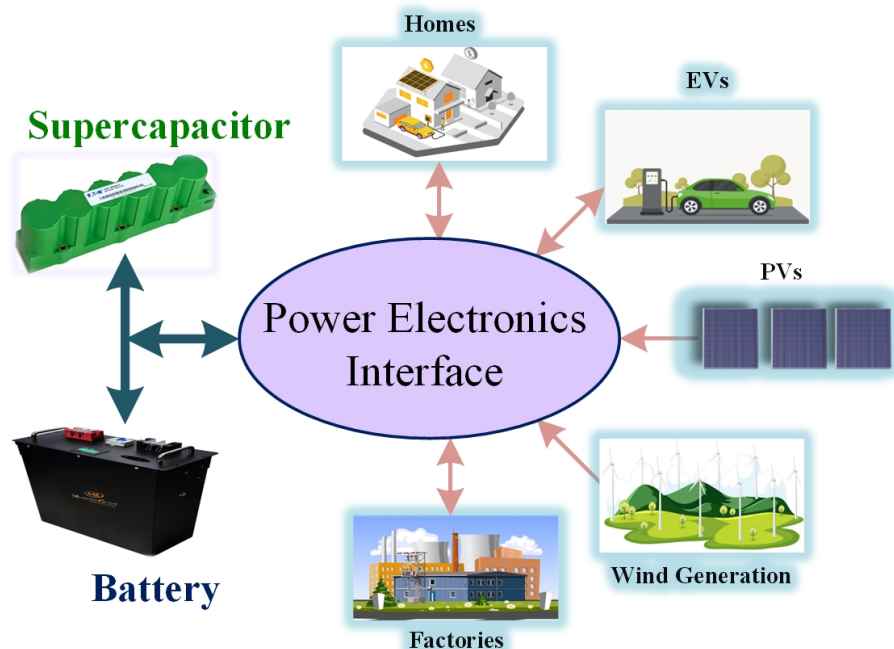 Homes
EVs
Supercapacitor
PVs
Power Electronics
Interface
Wind Generation
Battery
Factories